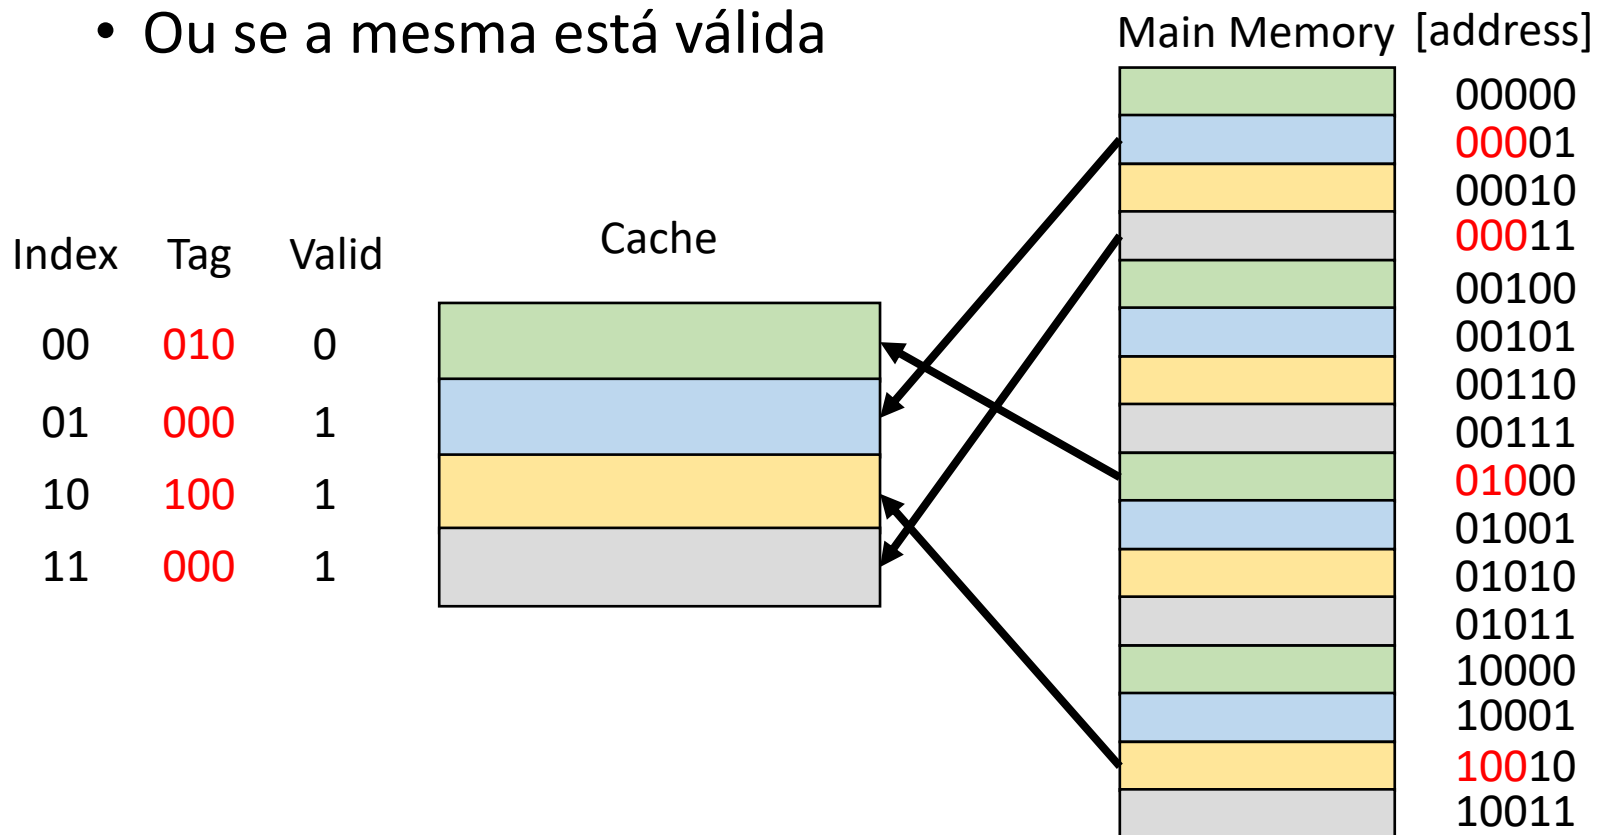 • Ou se a mesma está válida
Main Memory [address]
Index Tag Valid
Cache
00 010 0
01 000 1
10 100 1
11 000 1
00000
00001
00010
00011
00100
00101
00110
00111
01000
01001
01010
01011
10000
10001
10010
10011